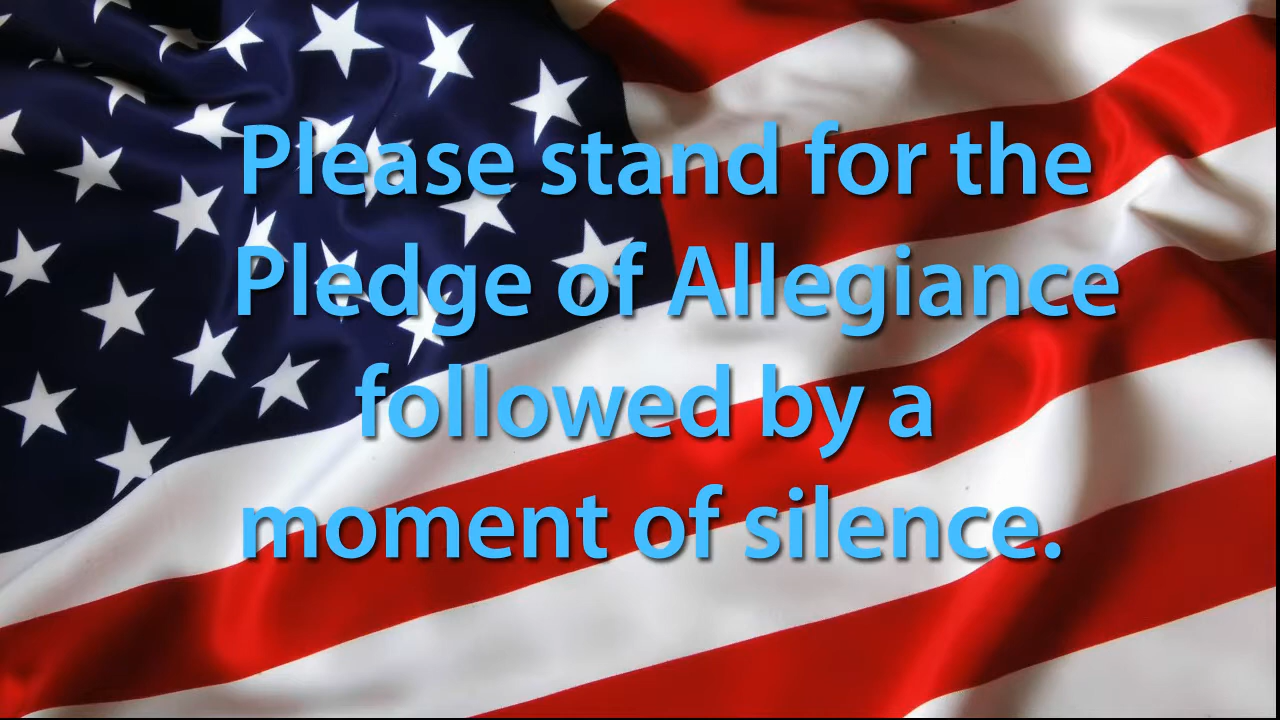 Please stand for the
Pledge of Allegiance
followed by a
moment of silence.